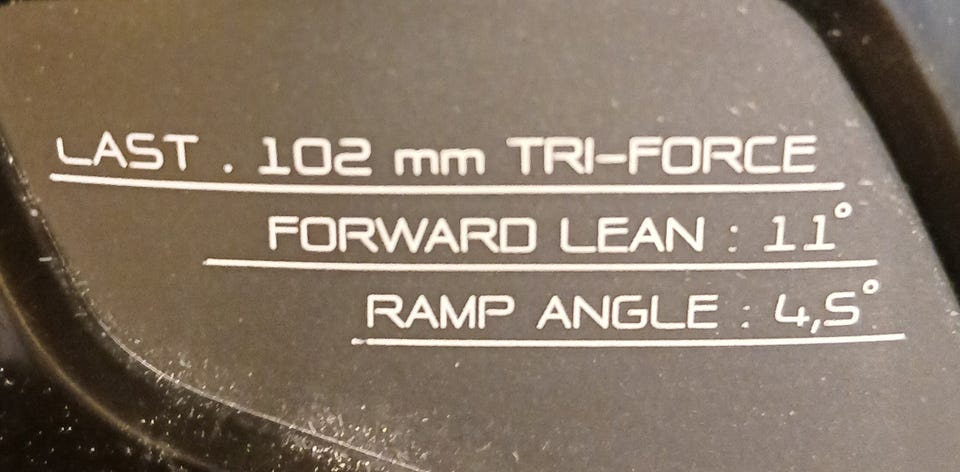 LAST . 102 mm TRI-FORCE
FORWARD LEAN : 11°
RAMP ANGLE : 4,5°